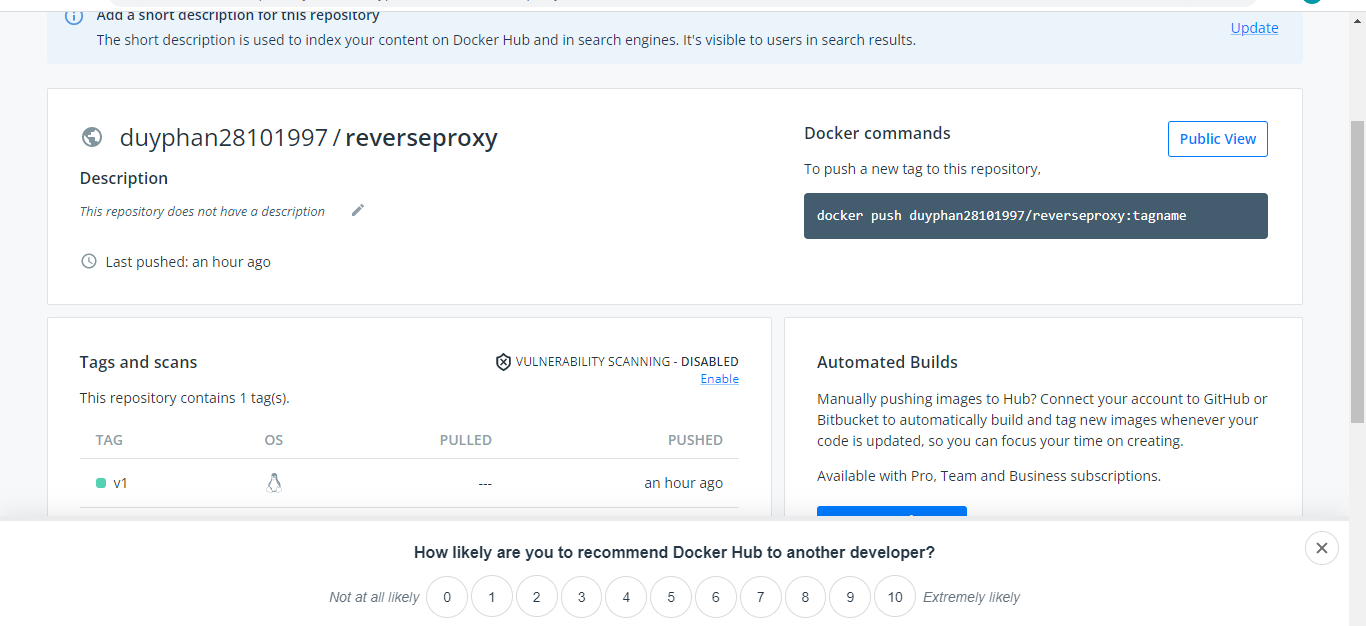 Add a short description for this repository
The short description is used to index your content on Docker Hub and in search engines. It's visible to users in search results.
Update
duyphan28101997 / reverseproxy
Description
This repository does not have a description
Last pushed: an hour ago
Docker commands
Public View
To push a new tag to this repository,
docker push duyphan28101997/reverseproxy:tagname
Tags and scans
VULNERABILITY SCANNING - DISABLED
Enable
This repository contains 1 tag(s).
TAG OS PULLED PUSHED
v1 --- an hour ago
Automated Builds
Manually pushing images to Hub? Connect your account to GitHub or
Bitbucket to automatically build and tag new images whenever your
code is updated, so you can focus your time on creating.
Available with Pro, Team and Business subscriptions.
How likely are you to recommend Docker Hub to another developer?
Not at all likely 0 1 2 3 4 5 6 7 8 9 10 Extremely likely